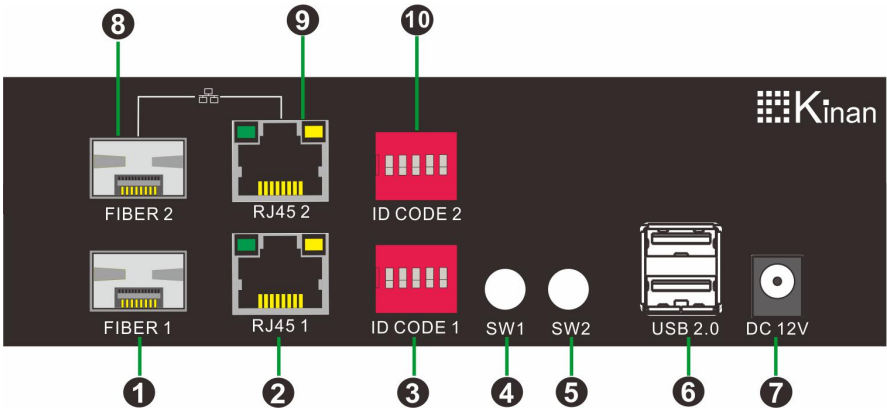 8 9 10
Kinan
FIBER 2 RJ45 2 ID CODE 2
FIBER 1 RJ45 1 ID CODE 1 SW1 SW2 USB 2.0 DC 12V
1 2 3 4 5 6 7